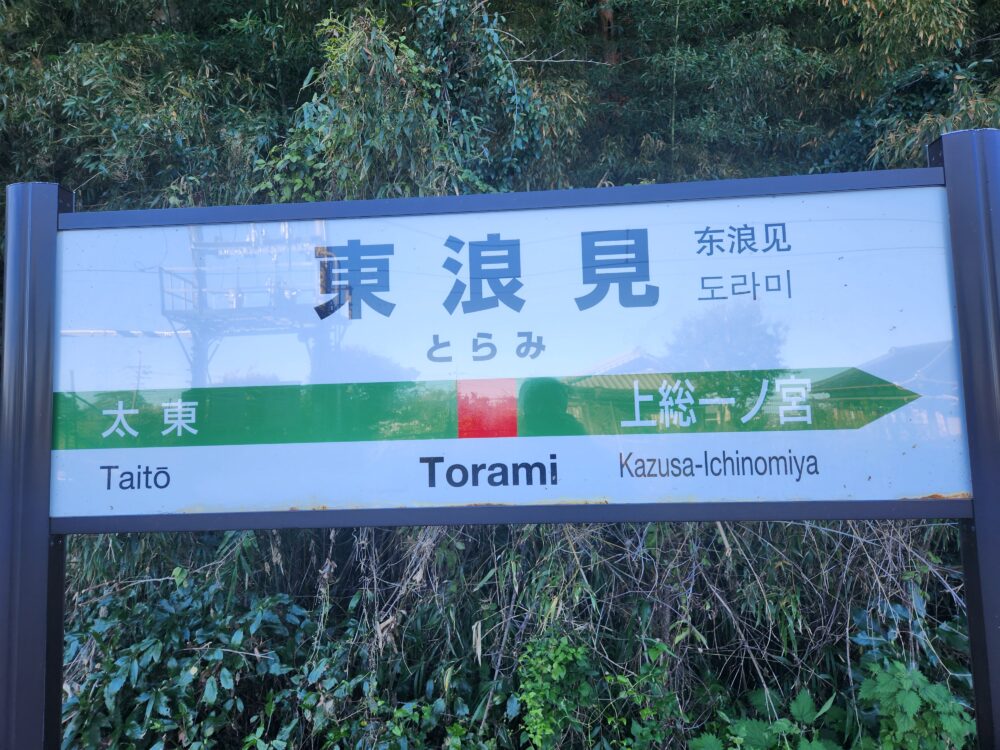 東浪見
东浪见
도라미
とらみ
太東 上総一ノ宮
Taitō Torami Kazusa-Ichinomiya